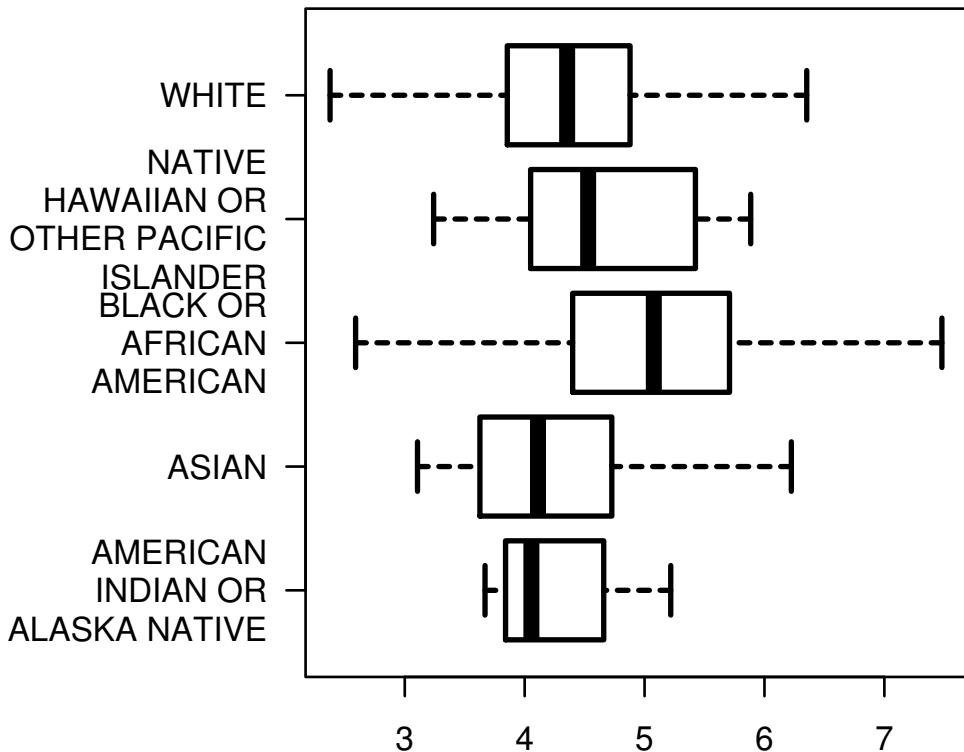 WHITE
NATIVE
HAWAIIAN OR
OTHER PACIFIC
ISLANDER
BLACK OR
AFRICAN
AMERICAN
ASIAN
AMERICAN
INDIAN OR
ALASKA NATIVE
3 4 5 6 7